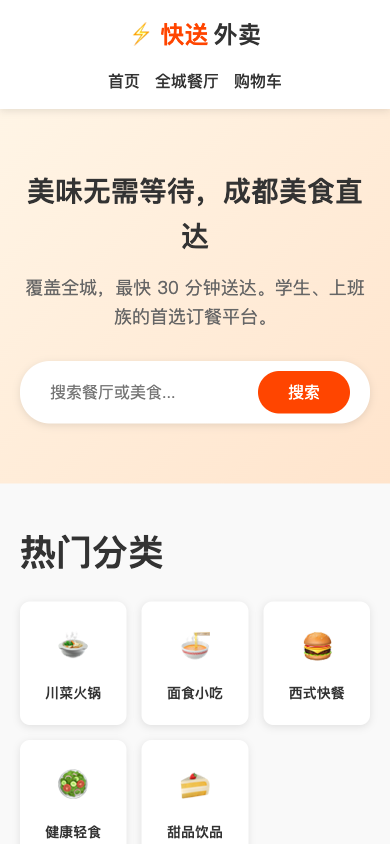 ⚡ 快送 外卖
首页 全城餐厅 购物车
美味无需等待，成都美食直
达
覆盖全城，最快 30 分钟送达。学生、上班
族的首选订餐平台。
搜索餐厅或美食... 搜索
热门分类
川菜火锅 面食小吃 西式快餐
健康轻食 甜品饮品